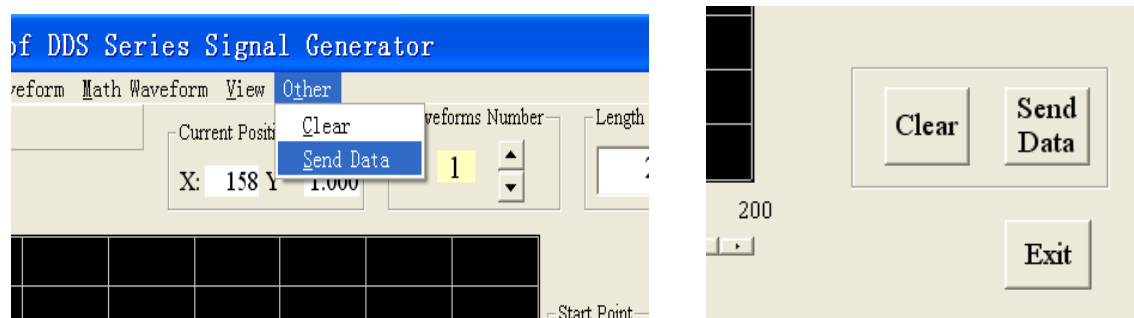 of DDS Series Signal Generator
veform Math Waveform View Other
Clear
Send Data
Current Positi
veforms Number
Length
X: 158 Y 1.000
1
Start Point
Clear
Send
Data
200
Exit